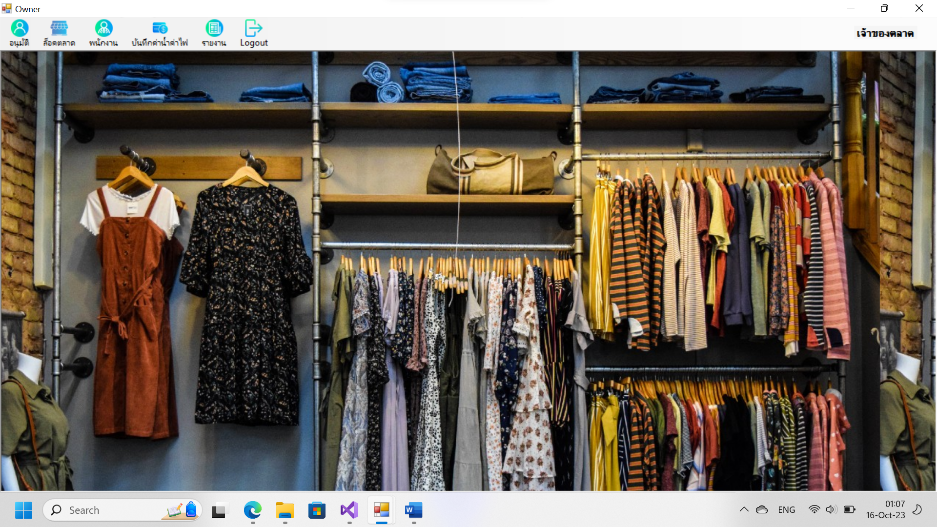 Owner
อนุมัติ ล็อคตลาด พนักงาน บันทึกค่าน้ำค่าไฟ รายงาน Logout
เจ้าของตลาด
Search
ENG
01:07
16-Oct-23